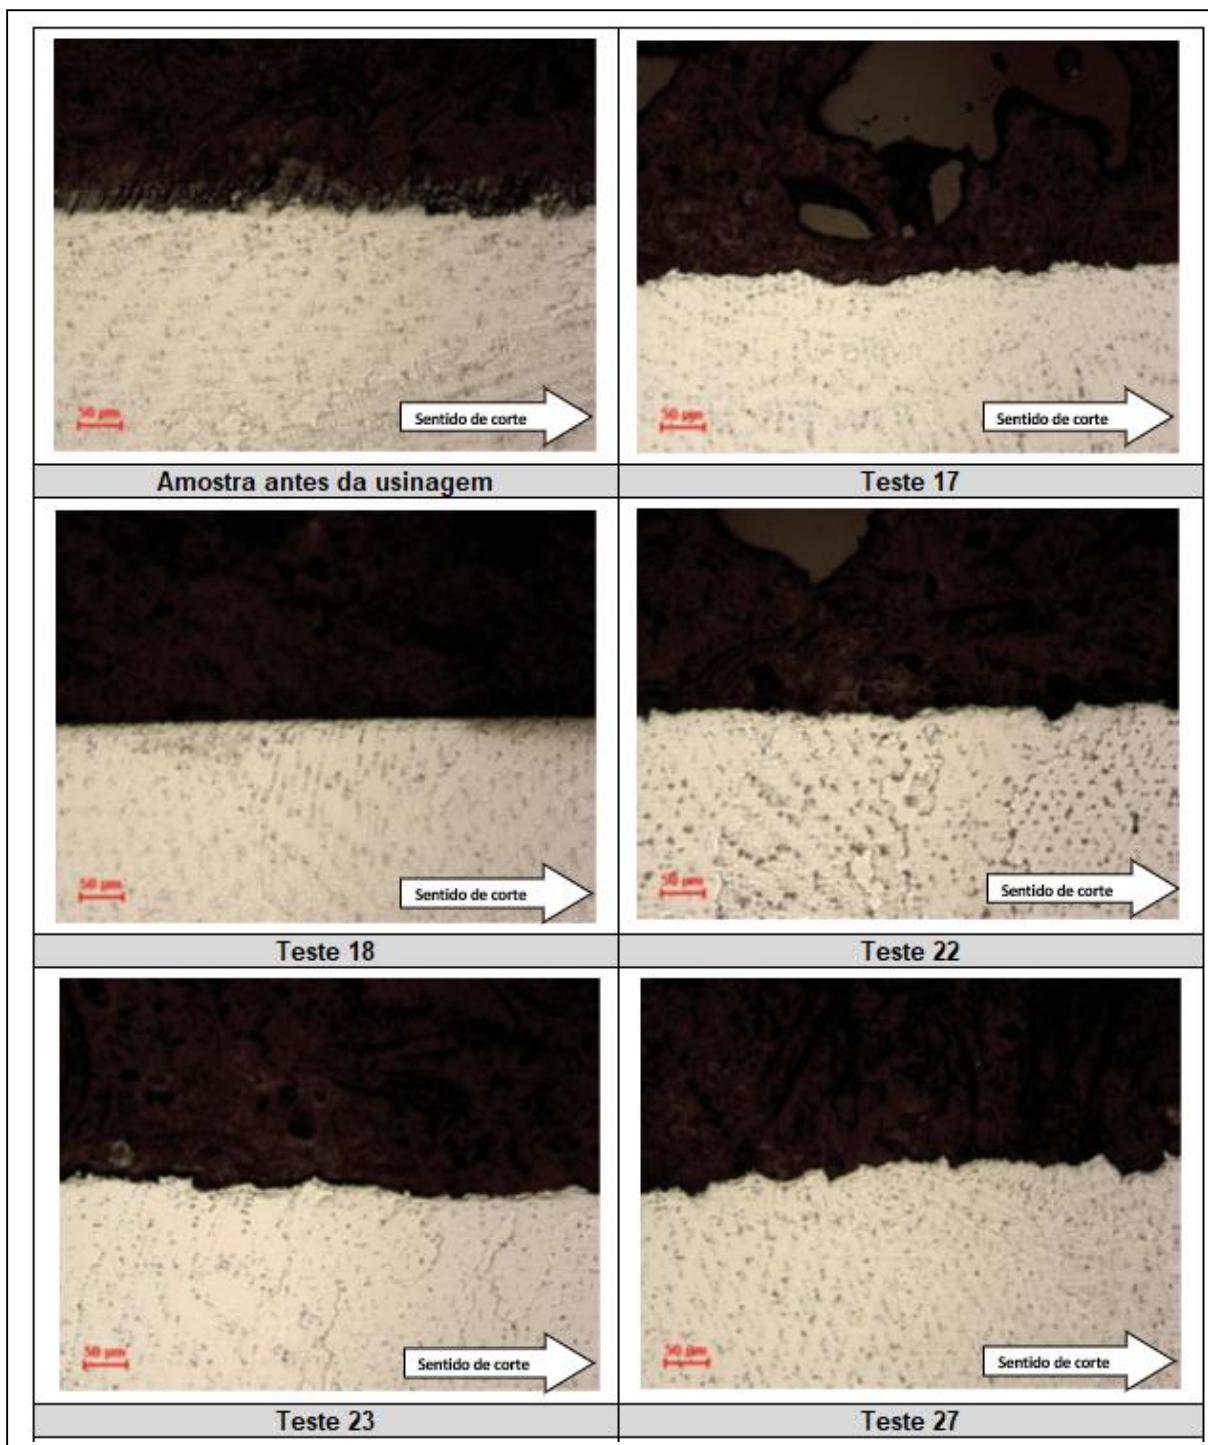 50 µm
Sentido de corte
50 µm
Sentido de corte
Amostra antes da usinagem
Teste 17
50 µm
Sentido de corte
50 µm
Sentido de corte
Teste 18
Teste 22
50 µm
Sentido de corte
50 µm
Sentido de corte
Teste 23
Teste 27